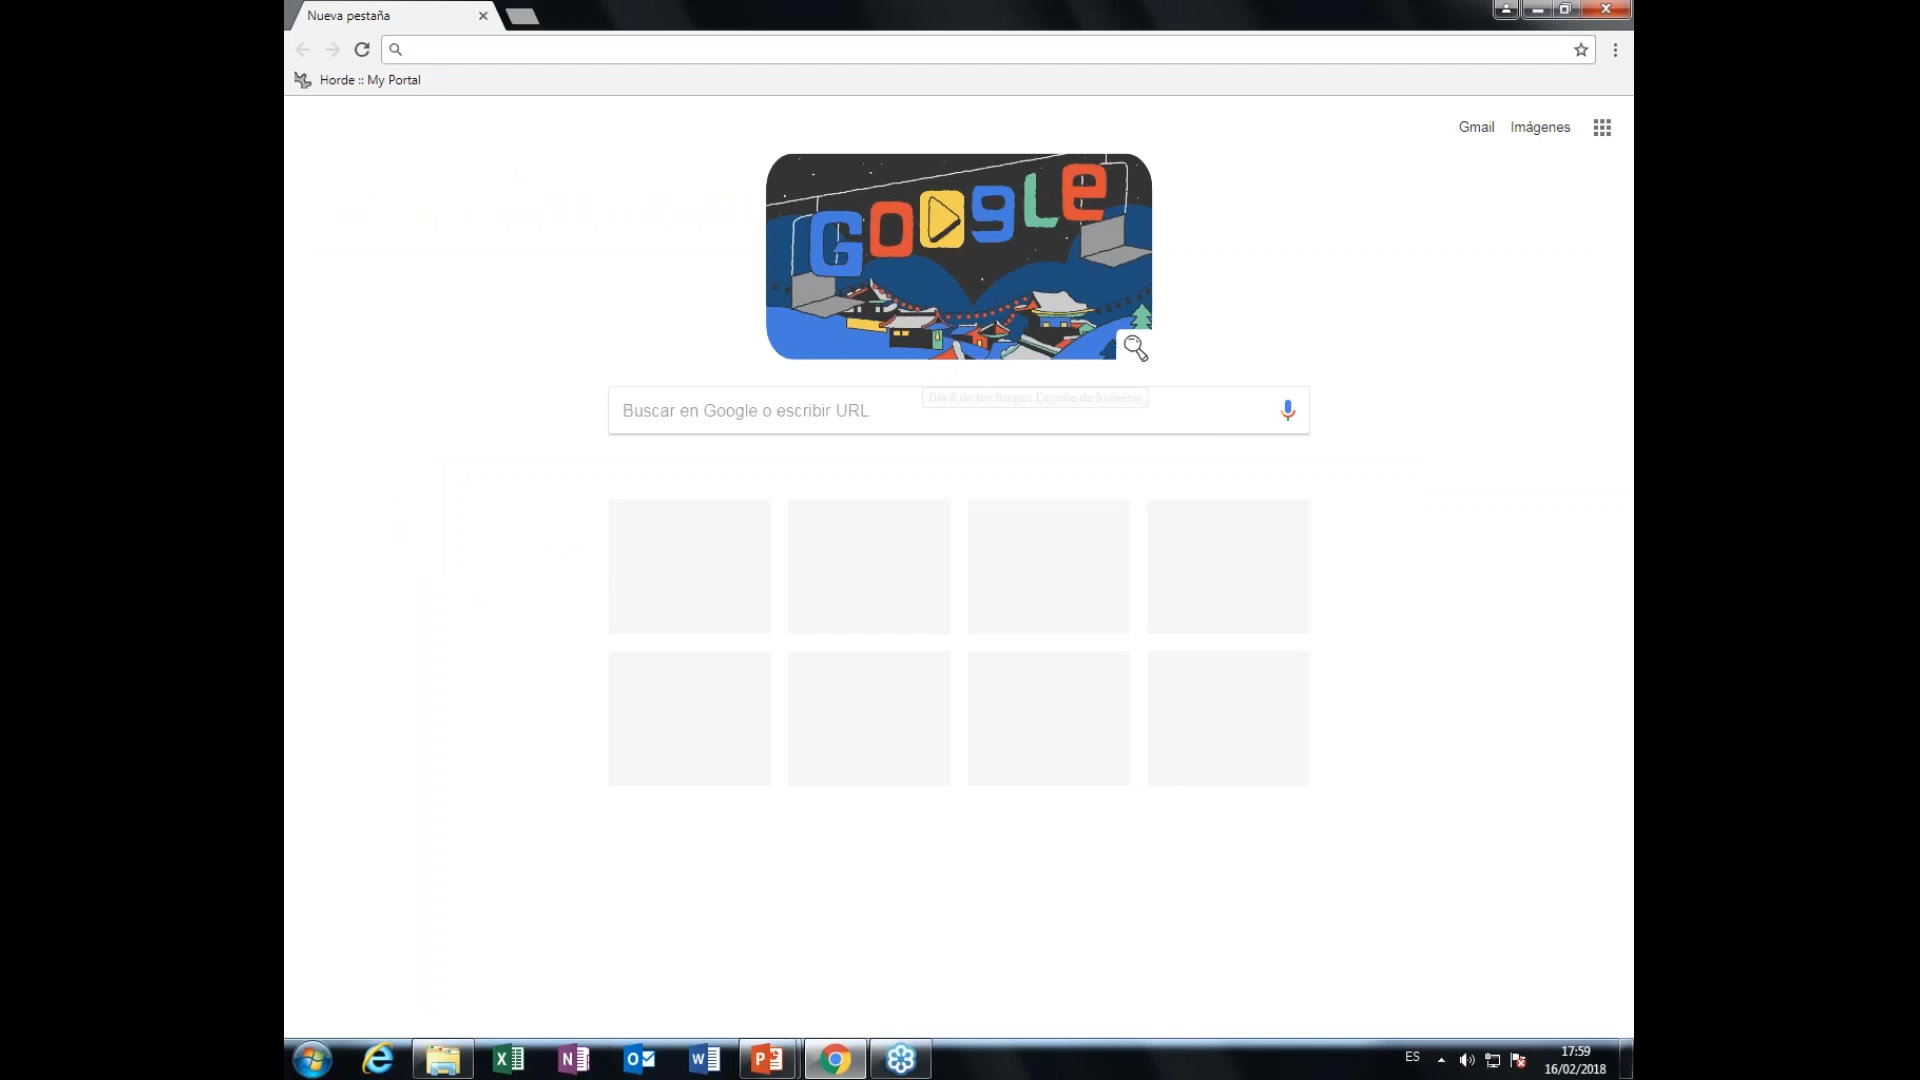 Nueva pestaña
Horde :: My Portal
Gmail Imágenes
Google
Buscar en Google o escribir URL
ES
17:59
16/02/2018